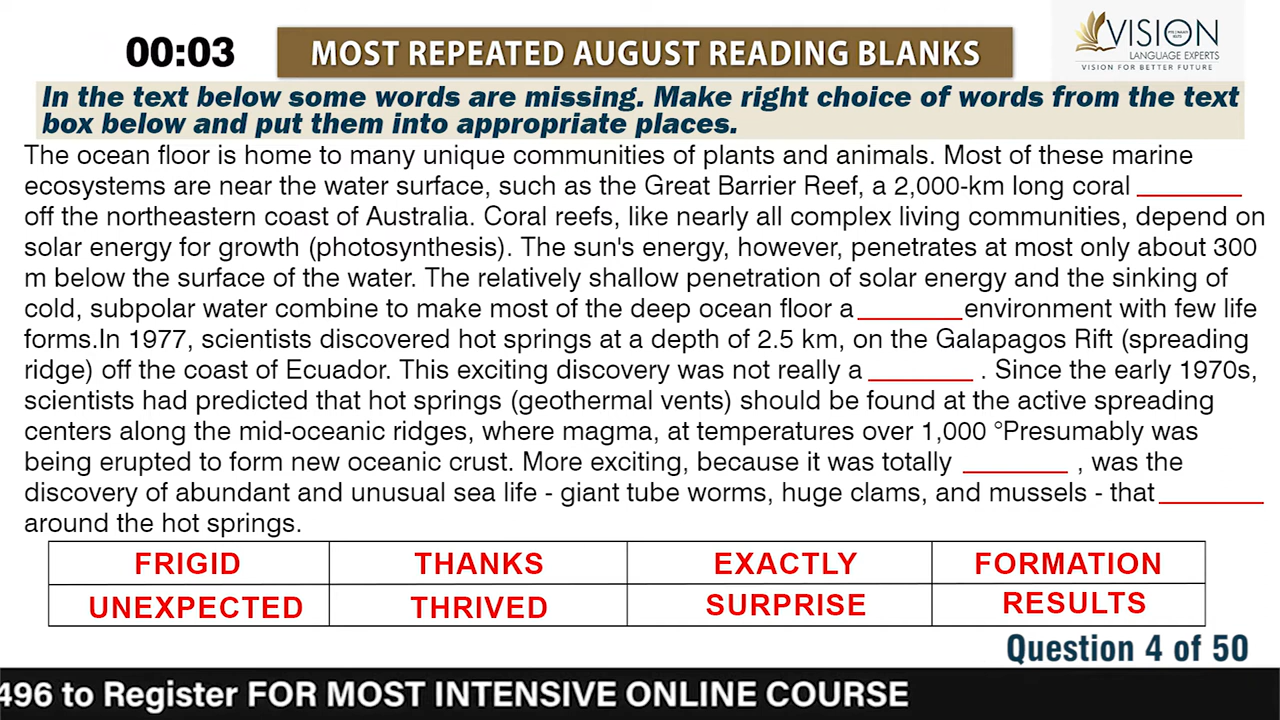 00:03
MOST REPEATED AUGUST READING BLANKS
VISION
LANGUAGE EXPERTS
VISION FOR BETTER FUTURE
In the text below some words are missing. Make right choice of words from the text
box below and put them into appropriate places.
The ocean floor is home to many unique communities of plants and animals. Most of these marine
ecosystems are near the water surface, such as the Great Barrier Reef, a 2,000-km long coral ________
off the northeastern coast of Australia. Coral reefs, like nearly all complex living communities, depend on
solar energy for growth (photosynthesis). The sun's energy, however, penetrates at most only about 300
m below the surface of the water. The relatively shallow penetration of solar energy and the sinking of
cold, subpolar water combine to make most of the deep ocean floor a ________ environment with few life
forms.In 1977, scientists discovered hot springs at a depth of 2.5 km, on the Galapagos Rift (spreading
ridge) off the coast of Ecuador. This exciting discovery was not really a ________ . Since the early 1970s,
scientists had predicted that hot springs (geothermal vents) should be found at the active spreading
centers along the mid-oceanic ridges, where magma, at temperatures over 1,000 °Presumably was
being erupted to form new oceanic crust. More exciting, because it was totally ________ , was the
discovery of abundant and unusual sea life - giant tube worms, huge clams, and mussels - that ________
around the hot springs.
FRIGID THANKS EXACTLY FORMATION
UNEXPECTED THRIVED SURPRISE RESULTS
Question 4 of 50
496 to Register FOR MOST INTENSIVE ONLINE COURSE